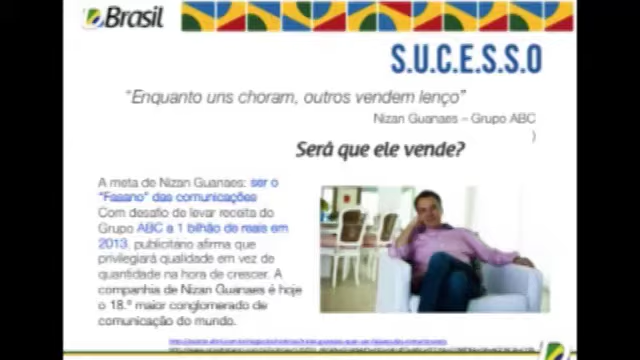 Brasil
S.U.C.E.S.S.O
“Enquanto uns choram, outros vendem lenço”
Nizan Guanaes – Grupo ABC
)
Será que ele vende?
A meta de Nizan Guanaes: ser o
“Fasano” das comunicações
Com desafio de levar receita do
Grupo ABC a 1 bilhão de reais em
2013, publicitário afirma que
privilegiará qualidade em vez de
quantidade na hora de crescer. A
companhia de Nizan Guanaes é hoje
o 18.º maior conglomerado de
comunicação do mundo.